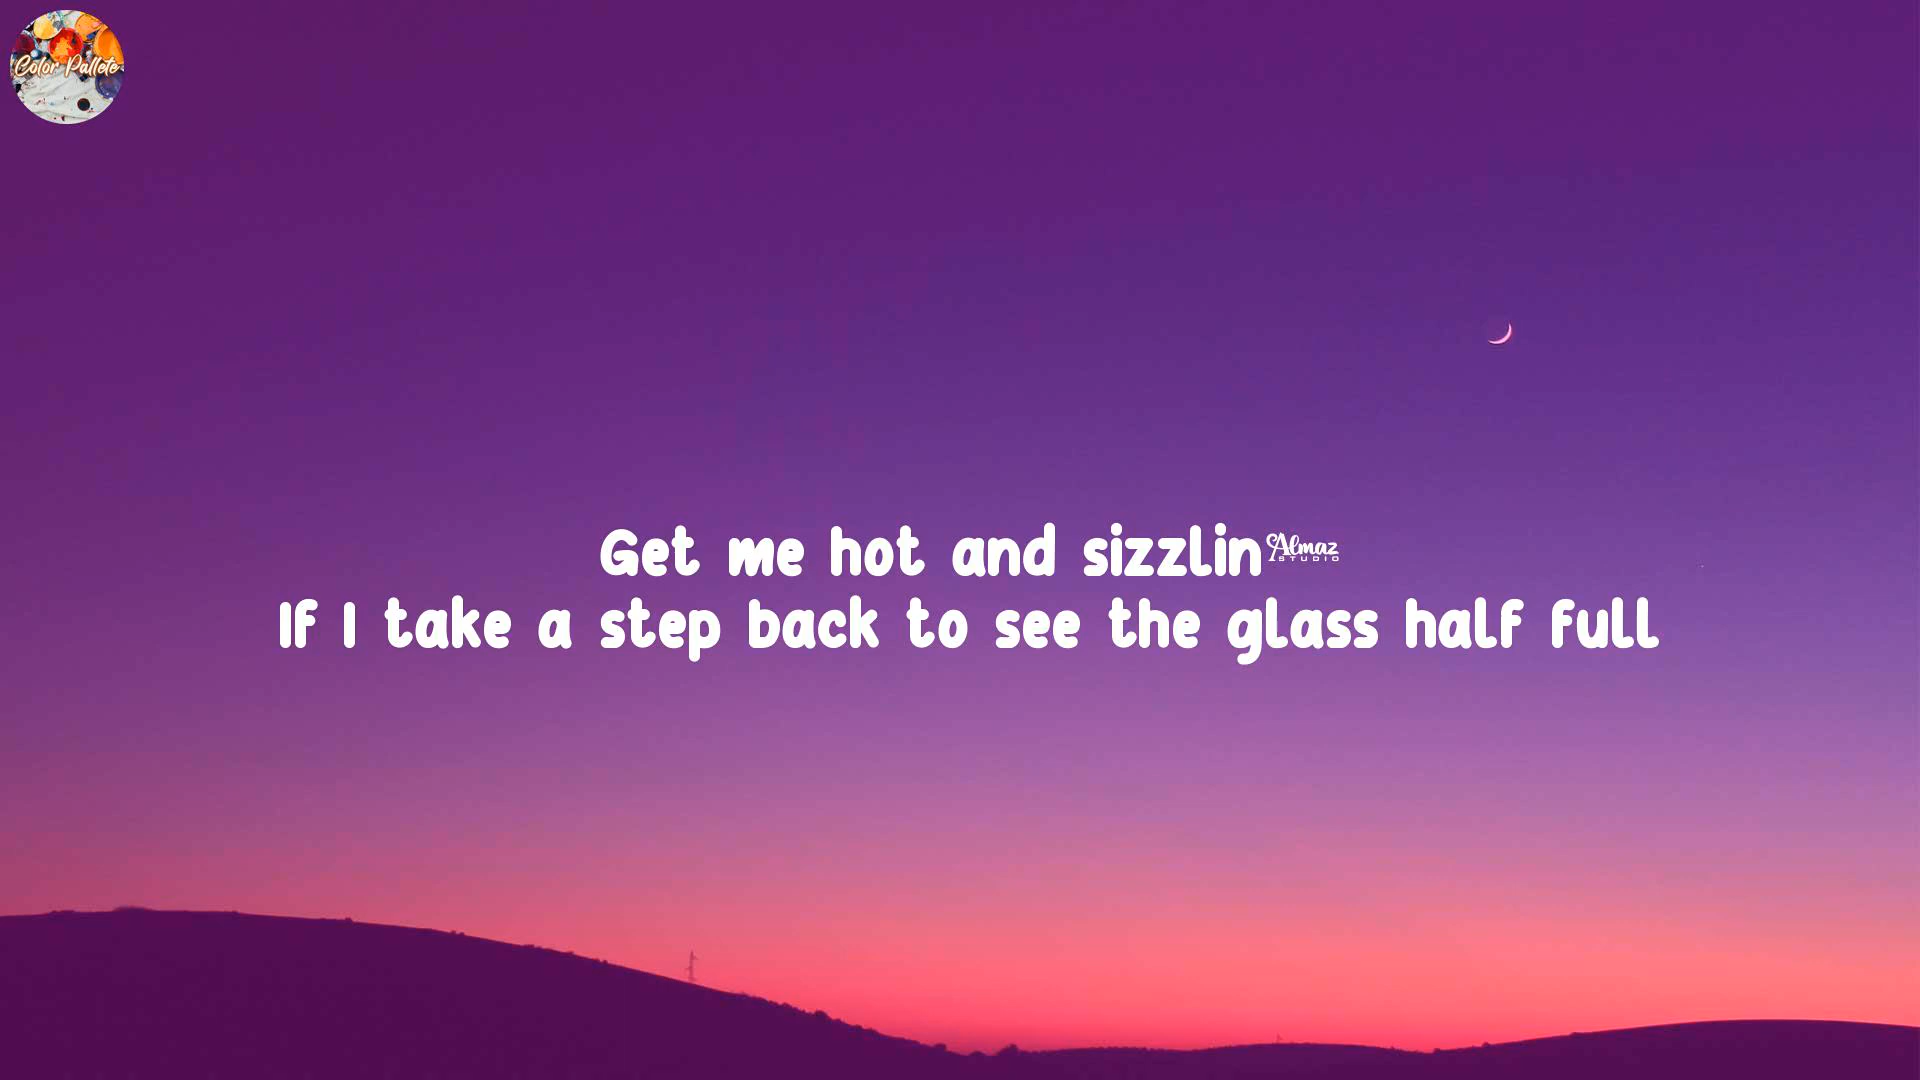 Color Pallete
Get me hot and sizzlin Almaz STUDIO
If I take a step back to see the glass half full